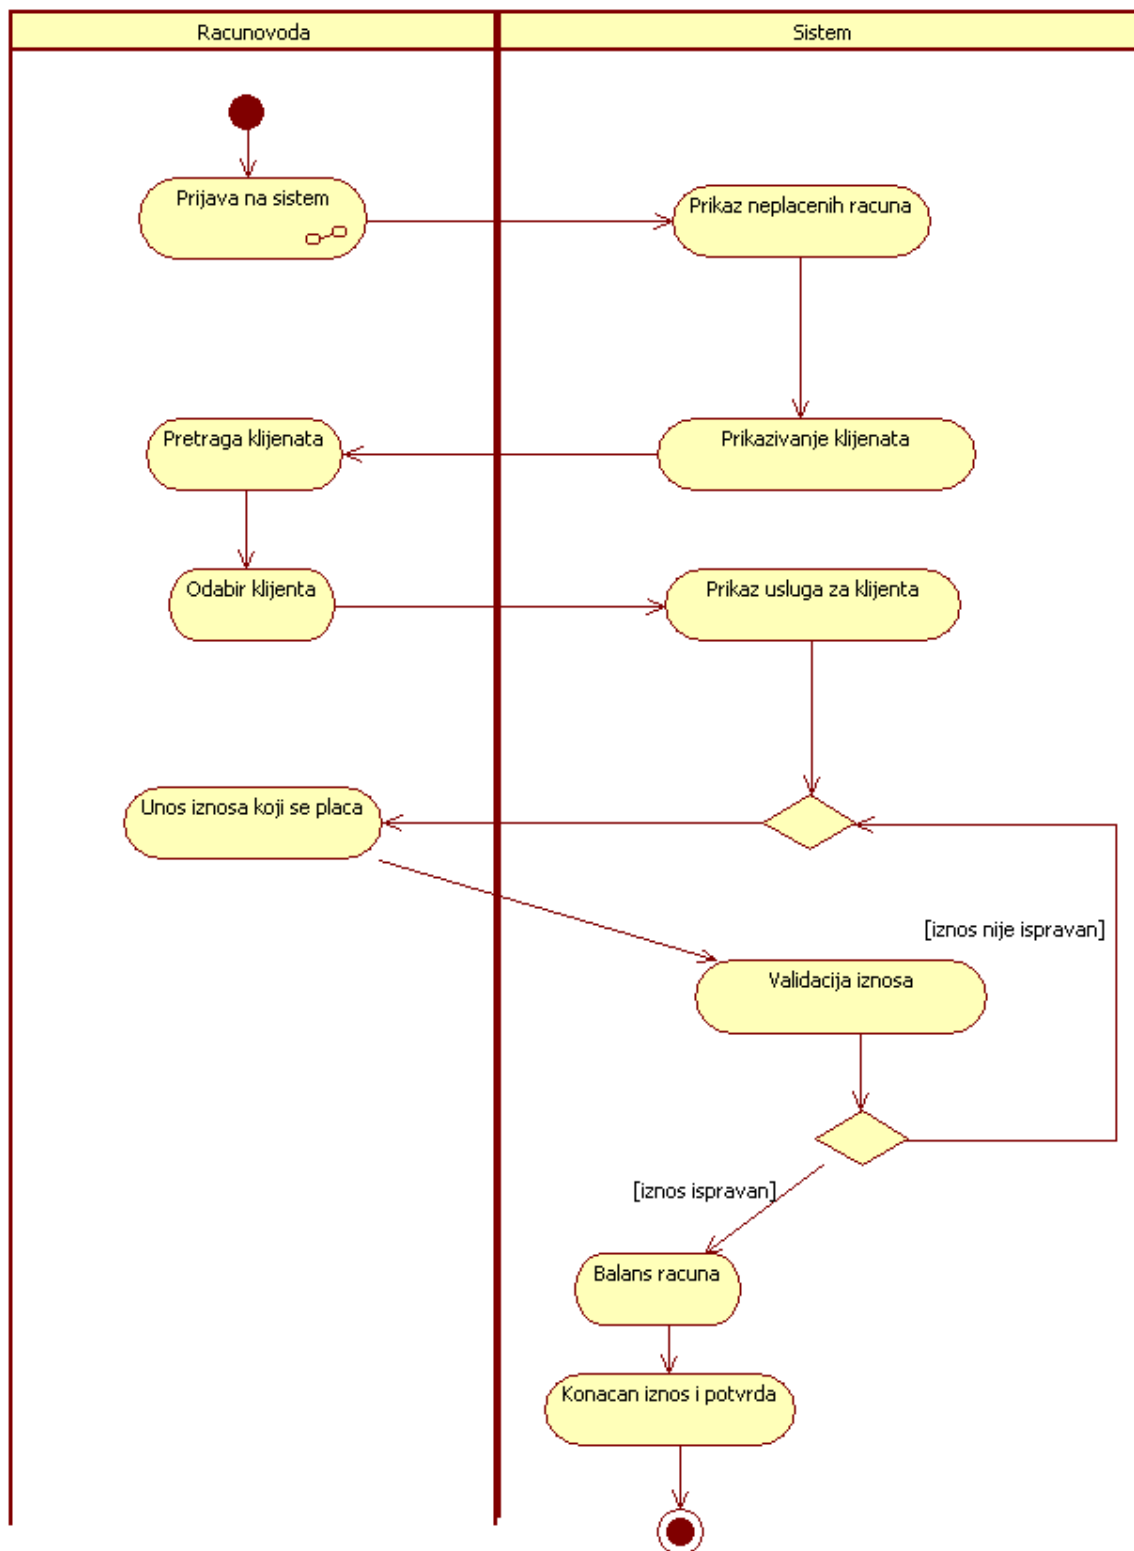 Racunovoda
Sistem
Prijava na sistem
Prikaz neplacenih racuna
Pretraga klijenata
Prikazivanje klijenata
Odabir klijenta
Prikaz usluga za klijenta
Unos iznosa koji se placa
[iznos nije ispravan]
Validacija iznosa
[iznos ispravan]
Balans racuna
Konacan iznos i potvrda